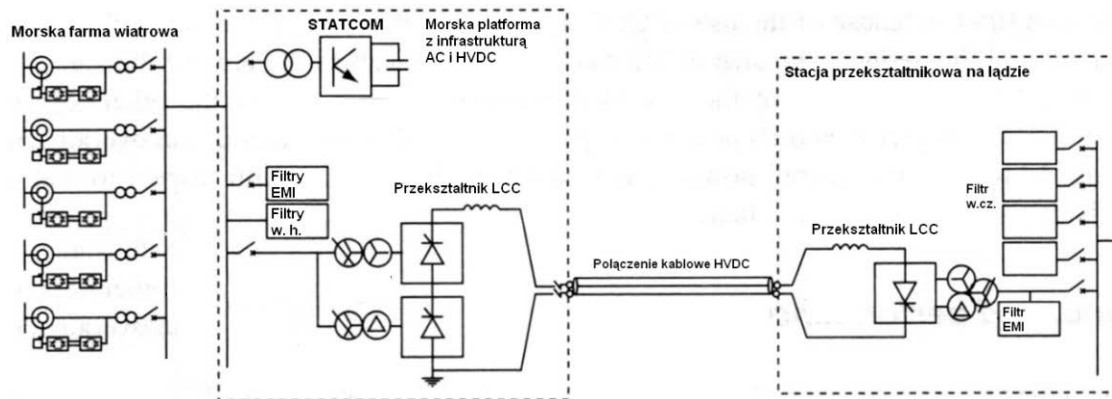 Morska farma wiatrowa
STATCOM
Morska platforma
z infrastrukturą
AC i HVDC
Filtry
EMI
Filtry
w. h.
Przekształtnik LCC
Połączenie kablowe HVDC
Stacja przekształtnikowa na lądzie
Filtr
w.cz.
Przekształtnik LCC
Filtr
EMI